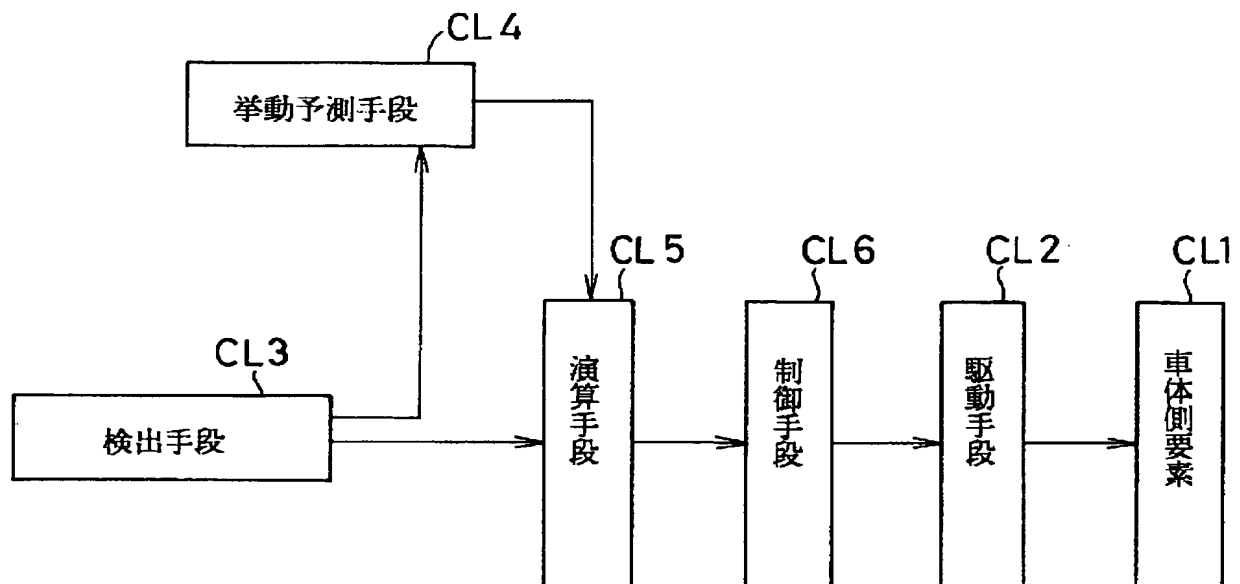 CL4
挙動予測手段
CL5
CL6
CL2
CL1
CL3
検出手段
演算手段
制御手段
駆動手段
車体側要素